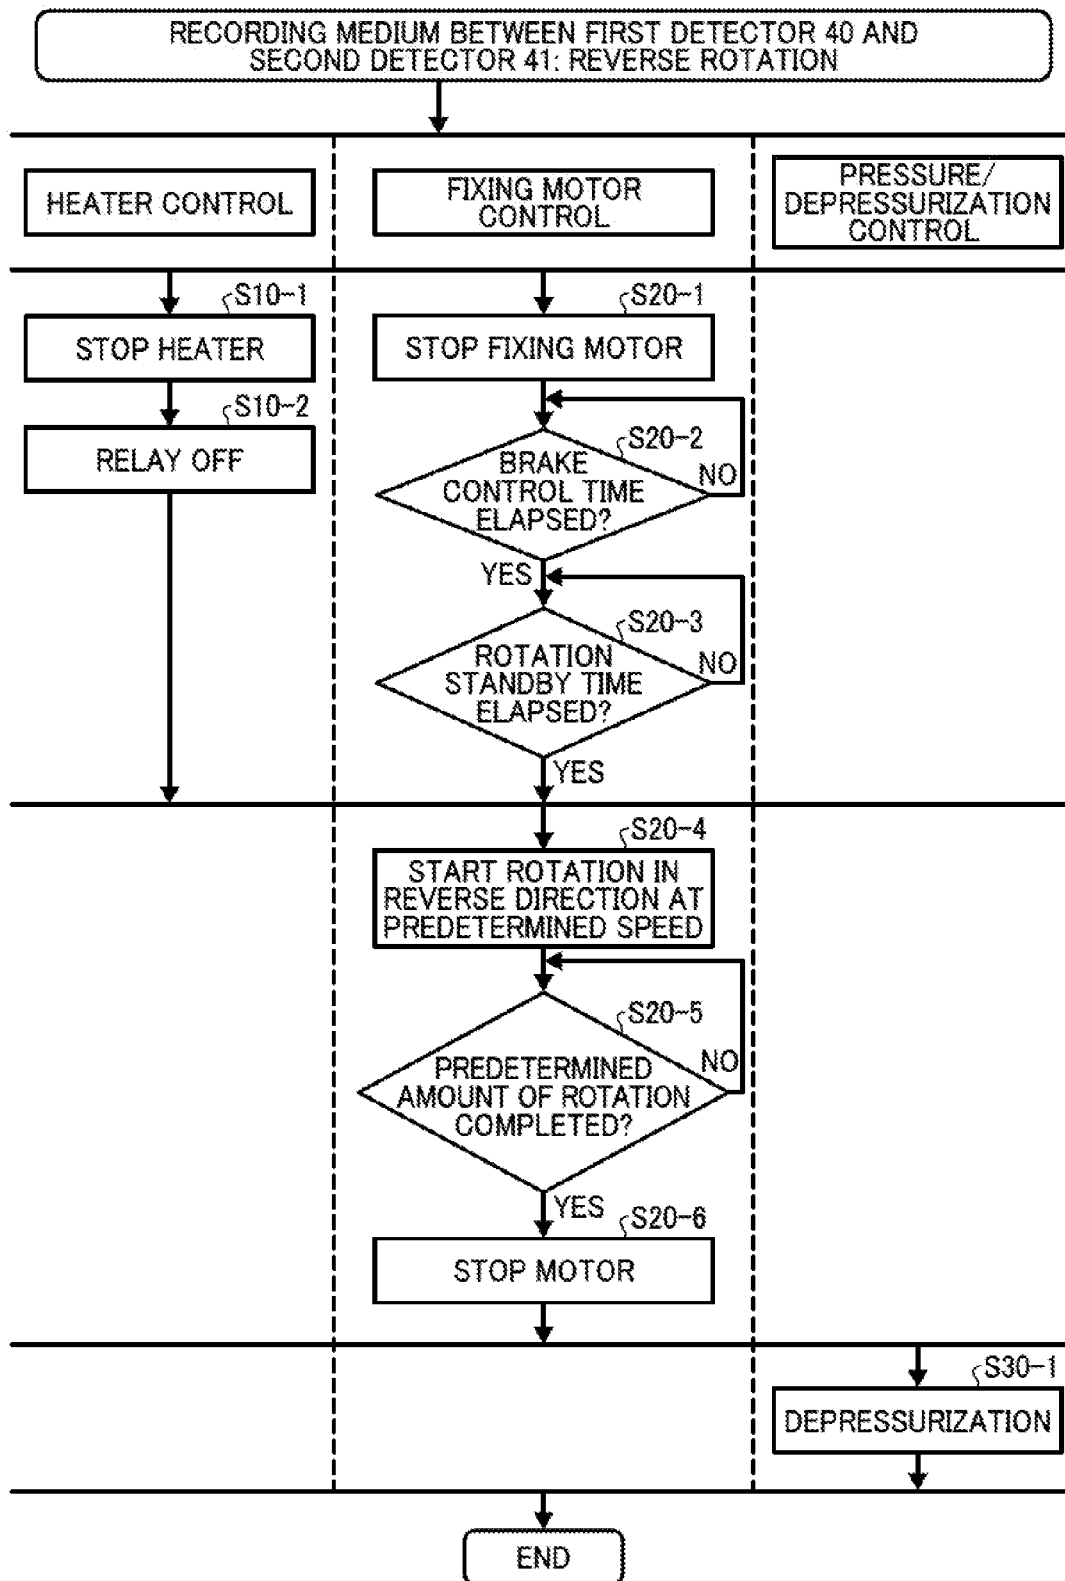 RECORDING MEDIUM BETWEEN FIRST DETECTOR 40 AND
SECOND DETECTOR 41: REVERSE ROTATION
HEATER CONTROL
FIXING MOTOR
CONTROL
PRESSURE/
DEPRESSURIZATION
CONTROL
S10-1
STOP HEATER
S10-2
RELAY OFF
S20-1
STOP FIXING MOTOR
S20-2
BRAKE
CONTROL TIME
ELAPSED?
NO
YES
S20-3
ROTATION
STANDBY TIME
ELAPSED?
NO
YES
S20-4
START ROTATION IN
REVERSE DIRECTION AT
PREDETERMINED SPEED
S20-5
PREDETERMINED
AMOUNT OF ROTATION
COMPLETED?
NO
YES
S20-6
STOP MOTOR
S30-1
DEPRESSURIZATION
END